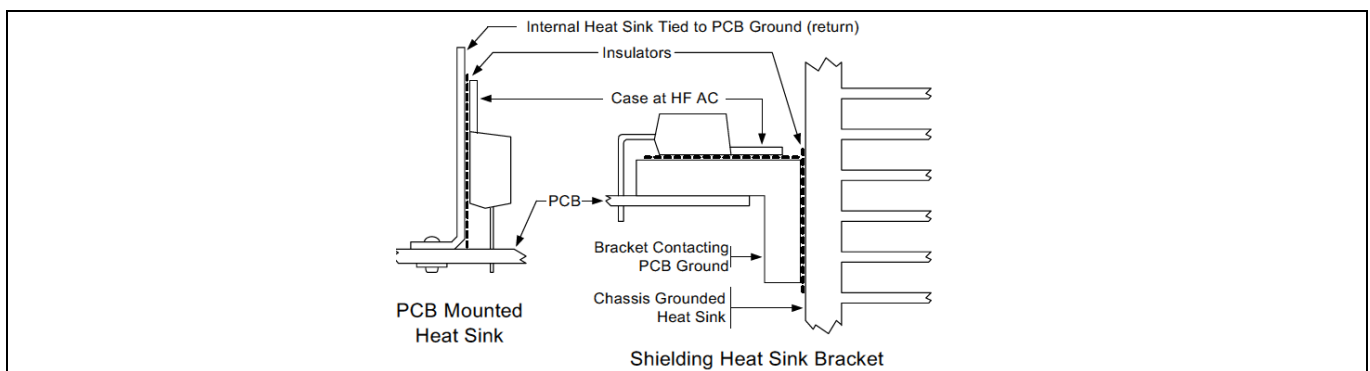 Internal Heat Sink Tied to PCB Ground (return)
Insulators
Case at HF AC
PCB
Bracket Contacting
PCB Ground
Chassis Grounded
Heat Sink
PCB Mounted
Heat Sink
Shielding Heat Sink Bracket